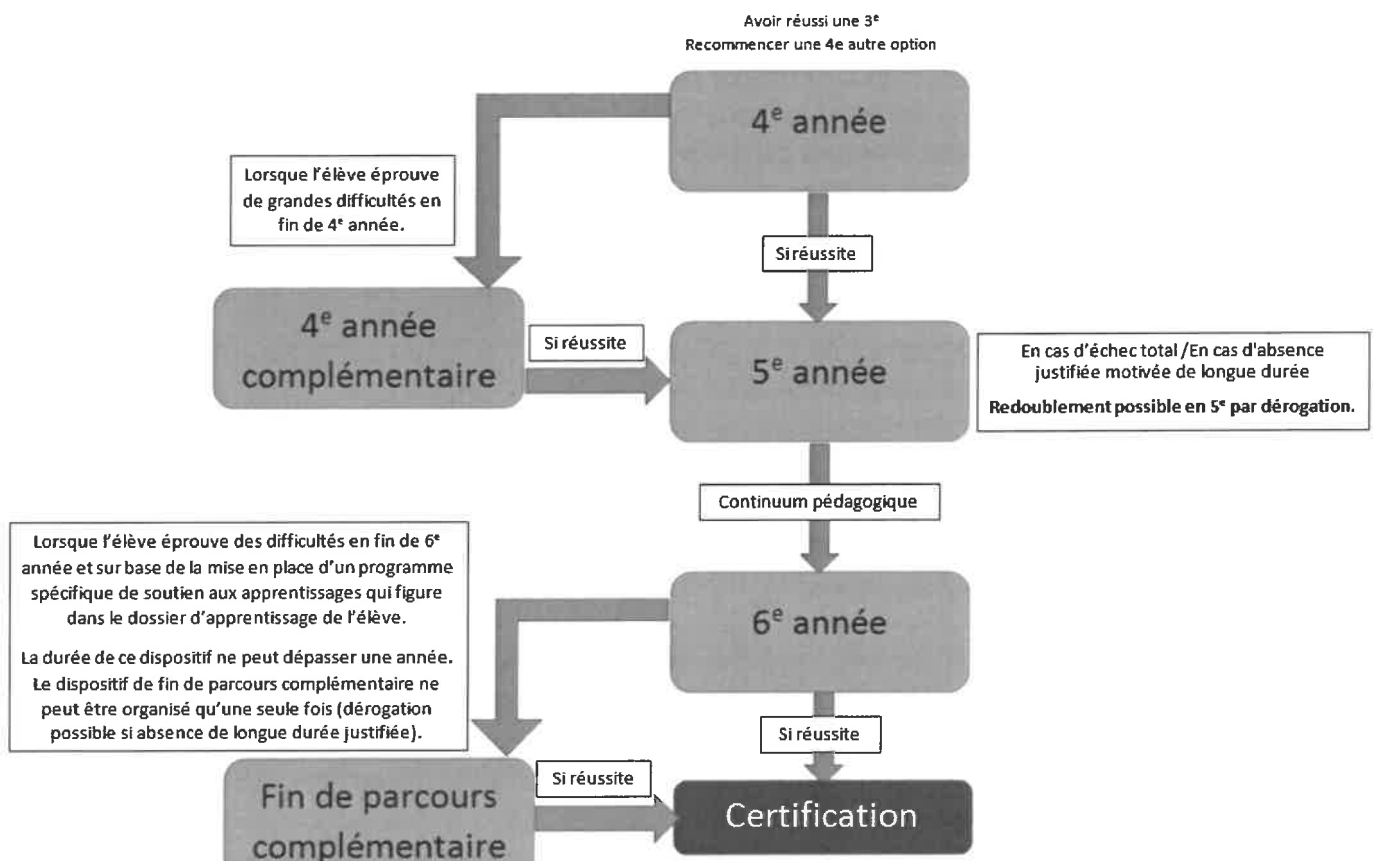 Avoir réussi une 3e
Recommencer une 4e autre option
4e année
Lorsque l'élève éprouve
de grandes difficultés en
fin de 4e année.
Si réussite
4e année
complémentaire
Si réussite
5e année
En cas d'échec total /En cas d'absence
justifiée motivée de longue durée
Redoublement possible en 5e par dérogation.
Continuum pédagogique
Lorsque l'élève éprouve des difficultés en fin de 6e
année et sur base de la mise en place d'un programme
spécifique de soutien aux apprentissages qui figure
dans le dossier d'apprentissage de l'élève.
La durée de ce dispositif ne peut dépasser une année.
Le dispositif de fin de parcours complémentaire ne
peut être organisé qu'une seule fois (dérogation
possible si absence de longue durée justifiée).
6e année
Si réussite
Fin de parcours
complémentaire
Si réussite
Certification